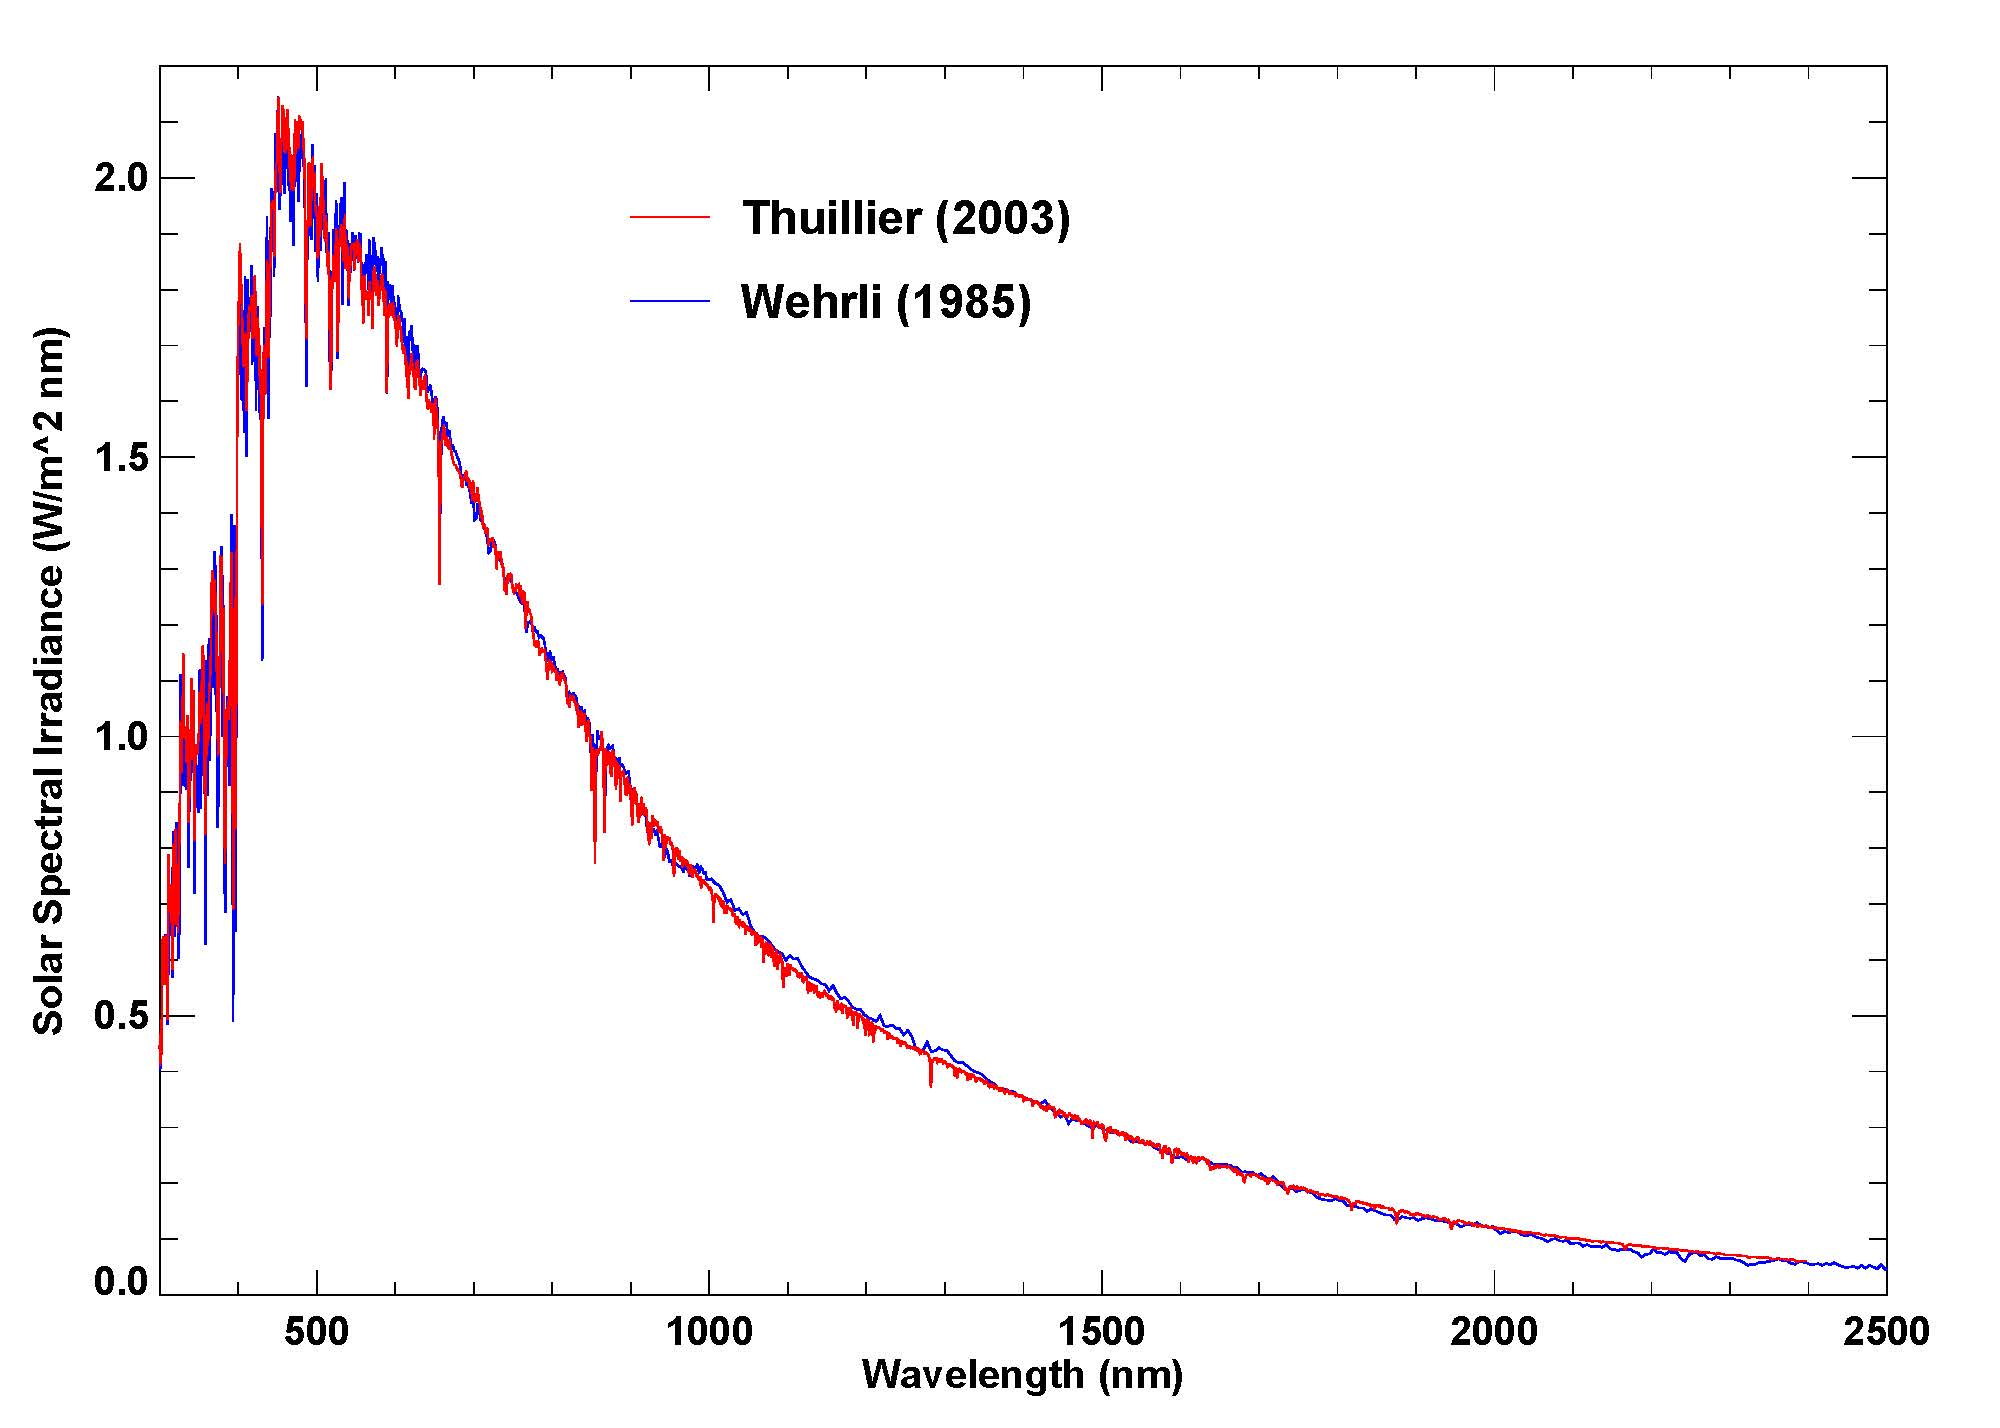 Thuillier (2003)
Wehrli (1985)
Solar Spectral Irradiance (W/m^2 nm)
2.0
1.5
1.0
0.5
0.0
500 1000 1500 2000 2500
Wavelength (nm)